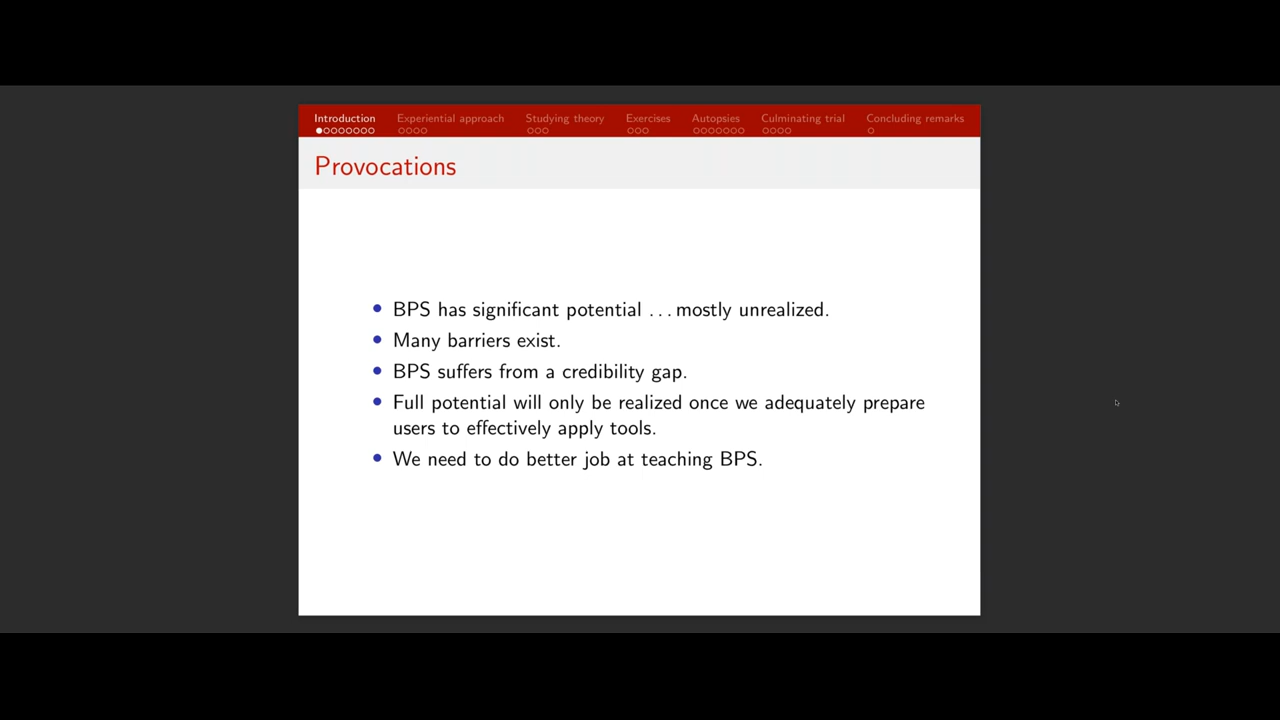 Introduction Experiential approach Studying theory Exercises Autopsies Culminating trial Concluding remarks
Provocations
BPS has significant potential ... mostly unrealized.
Many barriers exist.
BPS suffers from a credibility gap.
Full potential will only be realized once we adequately prepare
users to effectively apply tools.
We need to do better job at teaching BPS.